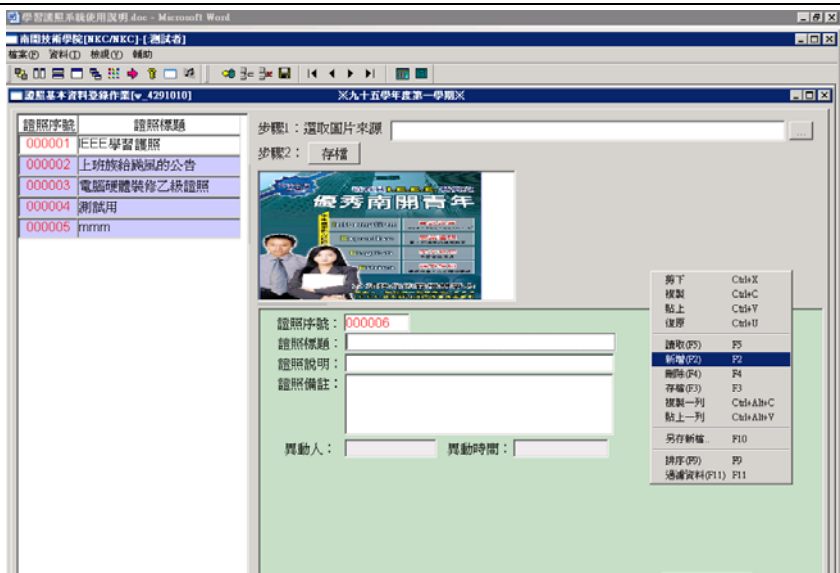 學習護照系統使用說明.doc - Microsoft Word
南開技術學院[NKC/NKC]-[測試者]
檔案(F) 資料(I) 檢視(V) 輔助
證照基本資料登錄作業[w_4291010] ※九十五學年度第一學期※
證照序號 證照標題
000001 IEEE學習護照
000002 上班族給颱風的公告
000003 電腦硬體裝修乙級證照
000004 測試用
000005 mmm
步驟1：選取圖片來源 ...
步驟2： 存檔
優秀南開青年
證照序號： 000006
證照標題：
證照說明：
證照備註：
異動人： 異動時間：
剪下 Ctrl+X
複製 Ctrl+C
貼上 Ctrl+V
復原 Ctrl+U
讀取(F5) F5
新增(F2) F2
刪除(F4) F4
存檔(F3) F3
複製一列 Ctrl+Alt+C
貼上一列 Ctrl+Alt+V
另存新檔... F10
排序(F9) F9
過濾資料(F11) F11